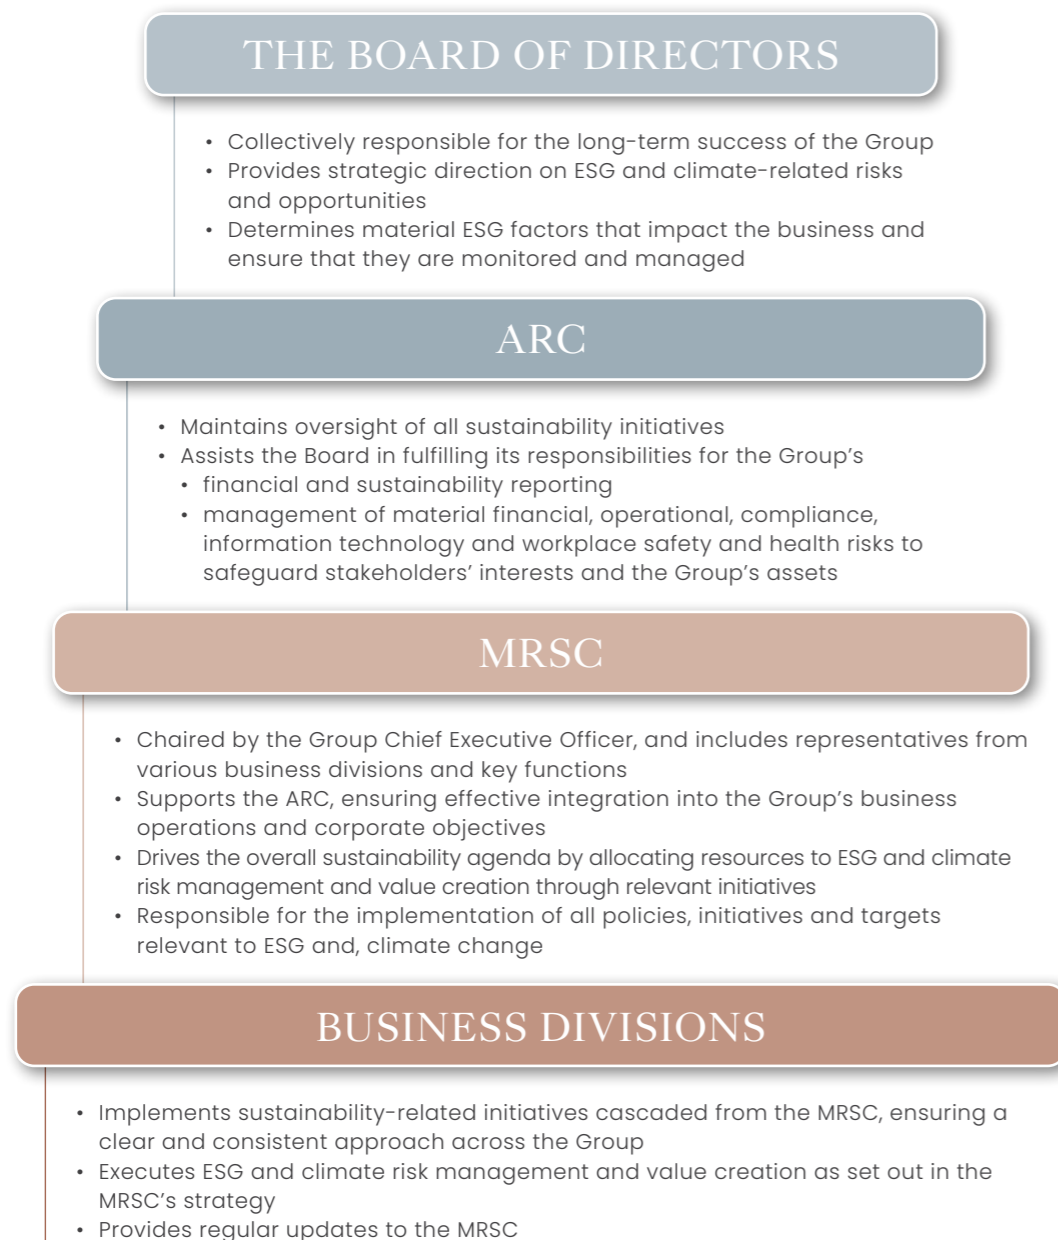 THE BOARD OF DIRECTORS
• Collectively responsible for the long-term success of the Group
• Provides strategic direction on ESG and climate-related risks
and opportunities
• Determines material ESG factors that impact the business and
ensure that they are monitored and managed
ARC
• Maintains oversight of all sustainability initiatives
• Assists the Board in fulfilling its responsibilities for the Group’s
• financial and sustainability reporting
• management of material financial, operational, compliance,
information technology and workplace safety and health risks to
safeguard stakeholders’ interests and the Group’s assets
MRSC
• Chaired by the Group Chief Executive Officer, and includes representatives from
various business divisions and key functions
• Supports the ARC, ensuring effective integration into the Group’s business
operations and corporate objectives
• Drives the overall sustainability agenda by allocating resources to ESG and climate
risk management and value creation through relevant initiatives
• Responsible for the implementation of all policies, initiatives and targets
relevant to ESG and, climate change
BUSINESS DIVISIONS
• Implements sustainability-related initiatives cascaded from the MRSC, ensuring a
clear and consistent approach across the Group
• Executes ESG and climate risk management and value creation as set out in the
MRSC’s strategy
• Provides regular updates to the MRSC